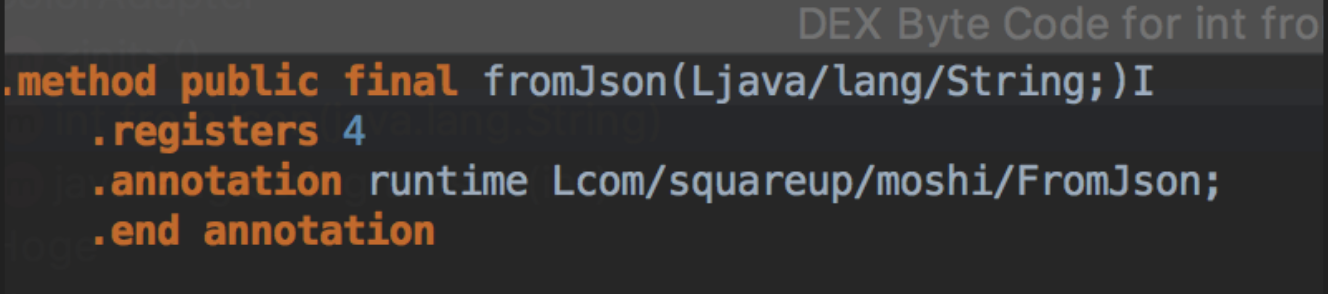 DEX Byte Code for int fro
.method public final fromJson(Ljava/lang/String;)I
.registers 4
.annotation runtime Lcom/squareup/moshi/FromJson;
.end annotation